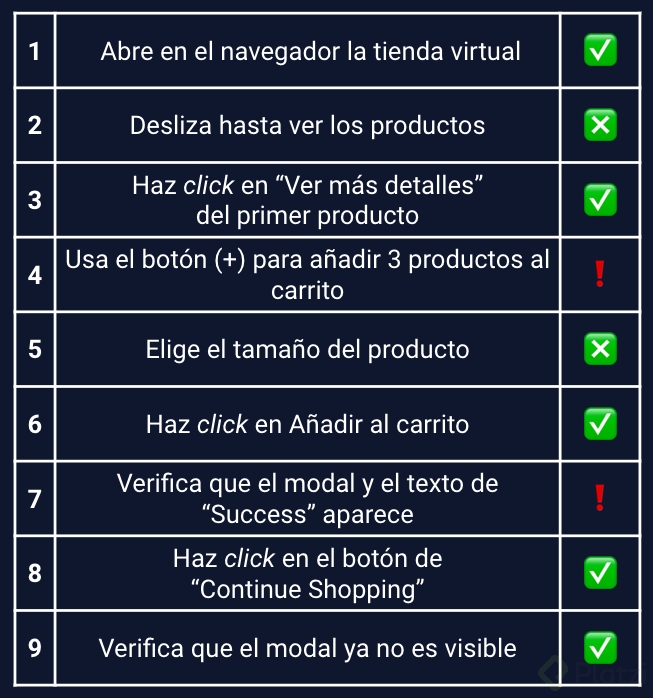 1 Abre en el navegador la tienda virtual ✅
2 Desliza hasta ver los productos ❎
3 Haz click en “Ver más detalles”
del primer producto ✅
4 Usa el botón (+) para añadir 3 productos al
carrito ❗
5 Elige el tamaño del producto ❎
6 Haz click en Añadir al carrito ✅
7 Verifica que el modal y el texto de
“Success” aparece ❗
8 Haz click en el botón de
“Continue Shopping” ✅
9 Verifica que el modal ya no es visible ✅